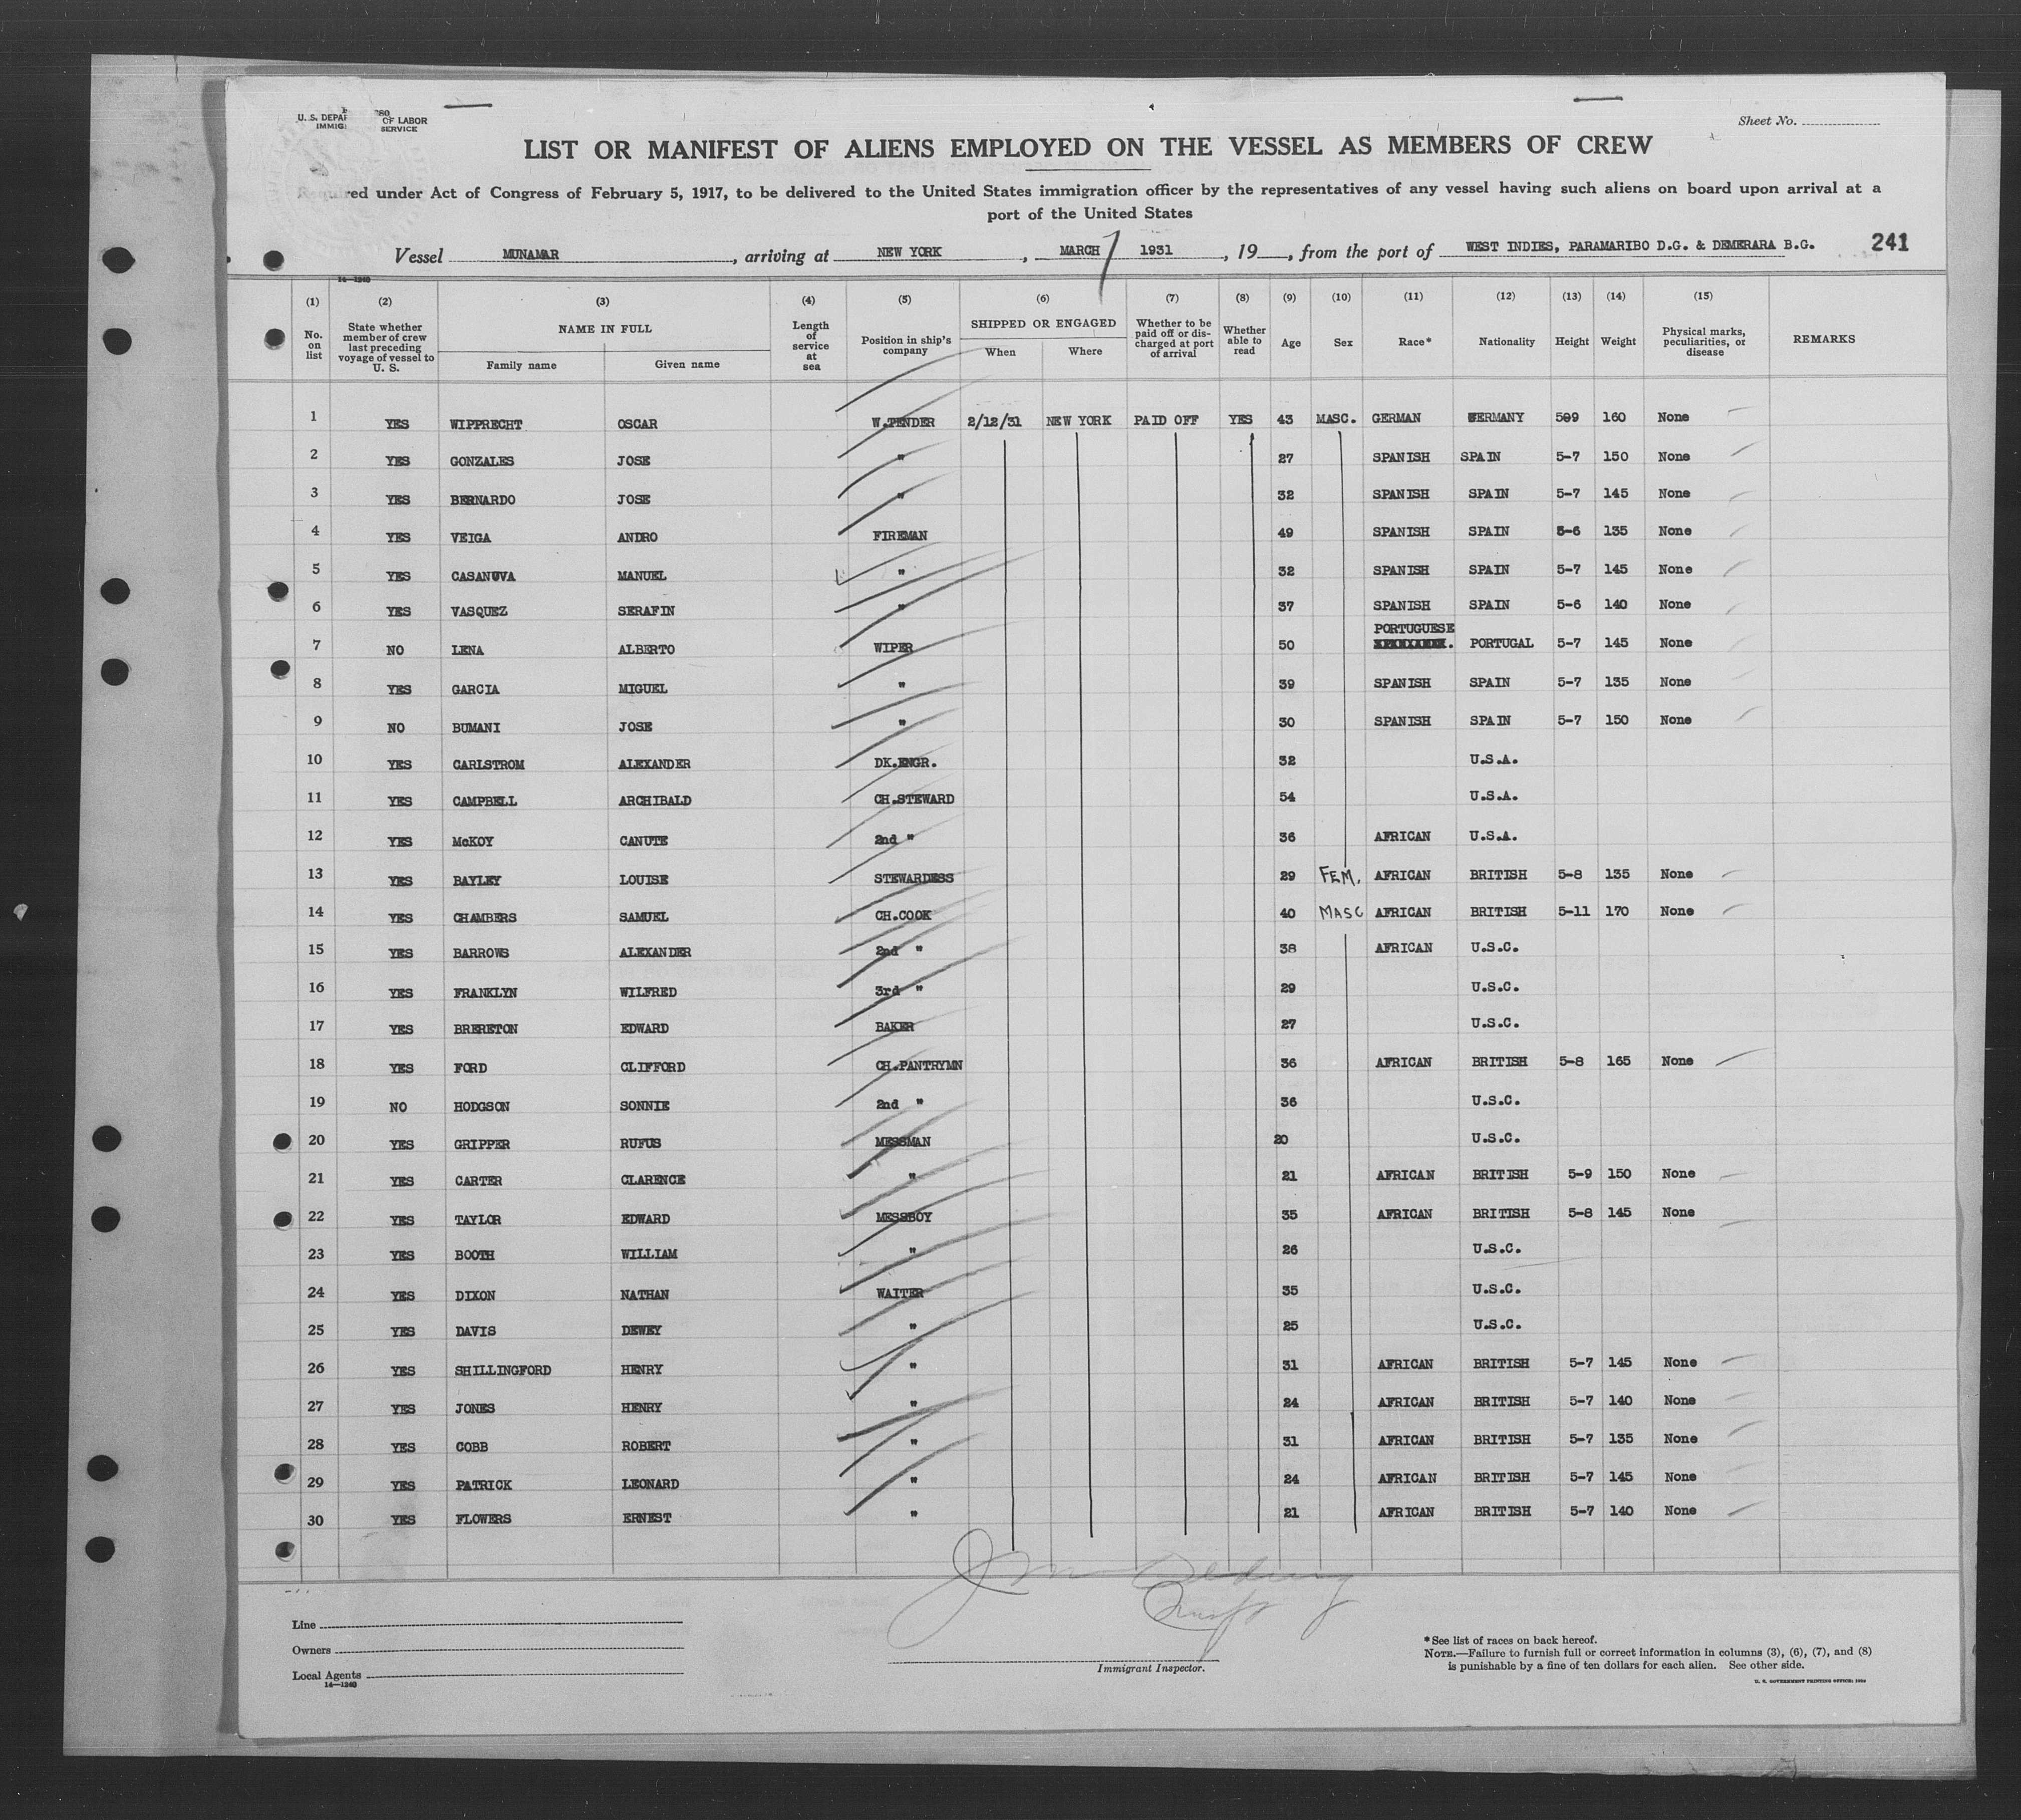 U. S. DEPAR OF LABOR
IMMIG SERVICE
Sheet No.
LIST OR MANIFEST OF ALIENS EMPLOYED ON THE VESSEL AS MEMBERS OF CREW
Required under Act of Congress of February 5, 1917, to be delivered to the United States immigration officer by the representatives of any vessel having such aliens on board upon arrival at a
port of the United States
Vessel MUNAMAR, arriving at NEW YORK, MARCH 1931, 19, from the port of WEST INDIES, PARAMARIBO D.G. & DEMERARA B.G. 241
14—1240
(1) (2) (3) (4) (5) (6) (7) (8) (9) (10) (11) (12) (13) (14) (15)
No. on list State whether member of crew last preceding voyage of vessel to U. S. NAME IN FULL Family name Given name Length of service at sea Position in ship's company SHIPPED OR ENGAGED When Where Whether to be paid off or discharged at port of arrival Whether able to read Age Sex Race* Nationality Height Weight Physical marks, peculiarities, or disease REMARKS
1 YES WIPPRECHT OSCAR W.TENDER 2/12/31 NEW YORK PAID OFF YES 43 MASC. GERMAN GERMANY 509 160 None
2 YES GONZALES JOSE " 27 SPANISH SPAIN 5-7 150 None
3 YES BERNARDO JOSE " 32 SPANISH SPAIN 5-7 145 None
4 YES VEIGA ANDRO FIREMAN 49 SPANISH SPAIN 5-6 135 None
5 YES CASANOVA MANUEL " 32 SPANISH SPAIN 5-7 145 None
6 YES VASQUEZ SERAFIN " 37 SPANISH SPAIN 5-6 140 None
7 NO LENA ALBERTO WIPER 50 PORTUGUESE PORTUGAL 5-7 145 None
8 YES GARCIA MIGUEL " 39 SPANISH SPAIN 5-7 135 None
9 NO BUMANI JOSE " 30 SPANISH SPAIN 5-7 150 None
10 YES CARLSTROM ALEXANDER DK.ENGR. 32 U.S.A.
11 YES CAMPBELL ARCHIBALD CH.STEWARD 54 U.S.A.
12 YES McKOY CANUTE 2nd " 36 AFRICAN U.S.A.
13 YES BAYLEY LOUISE STEWARDESS 29 FEM. AFRICAN BRITISH 5-8 135 None
14 YES CHAMBERS SAMUEL CH.COOK 40 MASC AFRICAN BRITISH 5-11 170 None
15 YES BARROWS ALEXANDER 2nd " 38 AFRICAN U.S.C.
16 YES FRANKLYN WILFRED 3rd " 29 U.S.C.
17 YES BRERETON EDWARD BAKER 27 U.S.C.
18 YES FORD CLIFFORD CH.PANTRYMN 36 AFRICAN BRITISH 5-8 165 None
19 NO HODGSON SONNIE 2nd " 36 U.S.C.
20 YES GRIPPER RUFUS MESSMAN 20 U.S.C.
21 YES CARTER CLARENCE " 21 AFRICAN BRITISH 5-9 150 None
22 YES TAYLOR EDWARD MESSBOY 35 AFRICAN BRITISH 5-8 145 None
23 YES BOOTH WILLIAM " 26 U.S.C.
24 YES DIXON NATHAN WAITER 35 U.S.C.
25 YES DAVIS DEWEY " 25 U.S.C.
26 YES SHILLINGFORD HENRY " 31 AFRICAN BRITISH 5-7 145 None
27 YES JONES HENRY " 24 AFRICAN BRITISH 5-7 140 None
28 YES COBB ROBERT " 31 AFRICAN BRITISH 5-7 135 None
29 YES PATRICK LEONARD " 24 AFRICAN BRITISH 5-7 145 None
30 YES FLOWERS ERNEST " 21 AFRICAN BRITISH 5-7 140 None
Line
Owners
Local Agents
14—1240
Immigrant Inspector.
*See list of races on back hereof.
NOTE.—Failure to furnish full or correct information in columns (3), (6), (7), and (8)
is punishable by a fine of ten dollars for each alien. See other side.
U. S. GOVERNMENT PRINTING OFFICE: